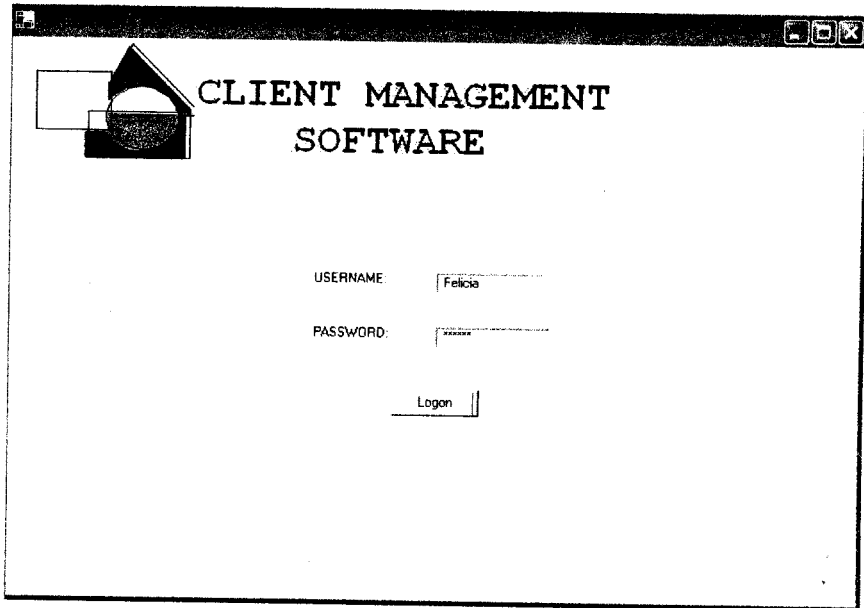 CLIENT MANAGEMENT
SOFTWARE
USERNAME: Felicia
PASSWORD: ******
Logon